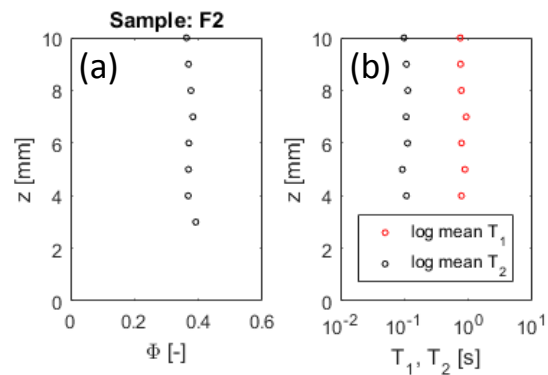 Sample: F2
(a)
10
8
6
4
2
0
z [mm]
0 0.2 0.4 0.6
Φ [-]
(b)
10
8
6
4
2
0
z [mm]
log mean T₁
log mean T₂
10⁻² 10⁻¹ 10⁰ 10¹
T₁, T₂ [s]